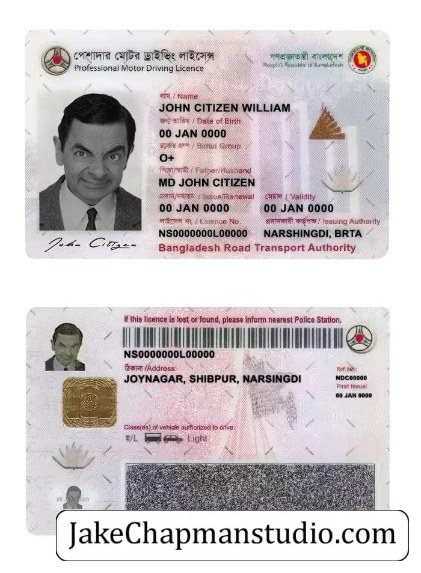 পেশাদার মোটর ড্রাইভিং লাইসেন্স
Professional Motor Driving Licence
গণপ্রজাতন্ত্রী বাংলাদেশ
People's Republic of Bangladesh
নাম / Name
JOHN CITIZEN WILLIAM
জন্ম তারিখ / Date of Birth
00 JAN 0000
রক্তের গ্রুপ / Blood Group
O+
পিতা/স্বামী / Father/Husband
MD JOHN CITIZEN
প্রদান/নবায়ন / Issue/Renewal মেয়াদ / Validity
00 JAN 0000 00 JAN 0000
লাইসেন্স নং / Licence No. প্রদানকারী কর্তৃপক্ষ / Issuing Authority
NS0000000L00000 NARSHINGDI, BRTA
Bangladesh Road Transport Authority
John Citizen
If this licence is lost or found, please inform nearest Police Station.
NS0000000L00000
ঠিকানা /Address:
JOYNAGAR, SHIBPUR, NARSINGDI
Ref. No:
NDC00000
First Issue:
00 JAN 0000
Class(es) of vehicle authorized to drive:
Light
JakeChapmanstudio.com